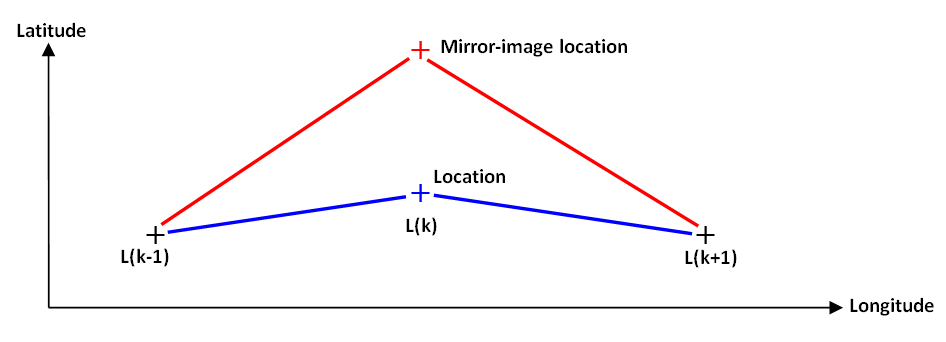 Latitude
Mirror-image location
Location
L(k)
L(k-1)
L(k+1)
Longitude